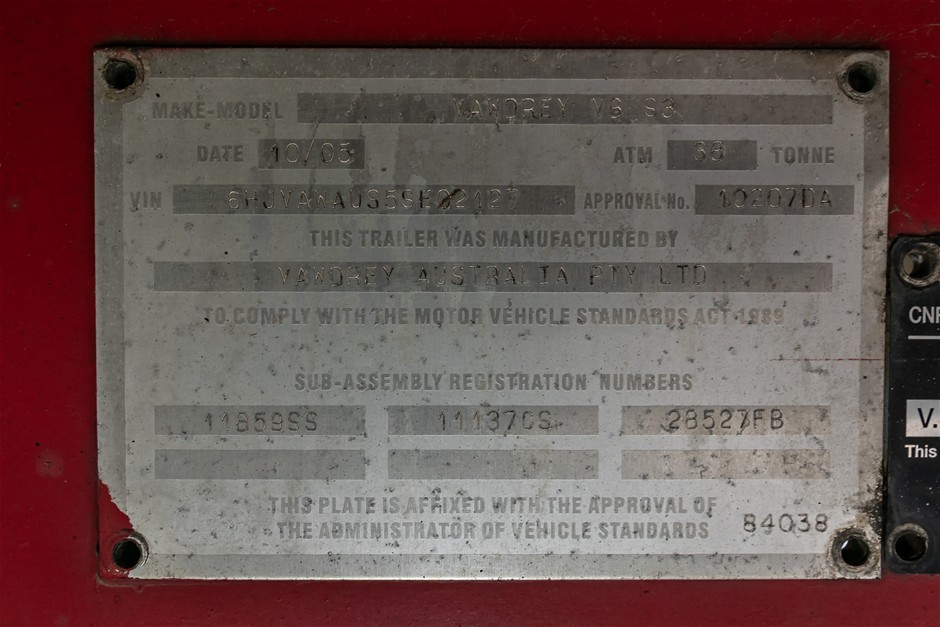 MAKE-MODEL VAWDREY V6 S3
DATE 10/05 ATM TONNE
VIN APPROVAL No. 10207DA
THIS TRAILER WAS MANUFACTURED BY
VAWDREY AUSTRALIA PTY LTD
TO COMPLY WITH THE MOTOR VEHICLE STANDARDS ACT 1989
SUB-ASSEMBLY REGISTRATION NUMBERS
11859SS 11137CS 28527FB
THIS PLATE IS AFFIXED WITH THE APPROVAL OF
THE ADMINISTRATOR OF VEHICLE STANDARDS 84038
V.
This